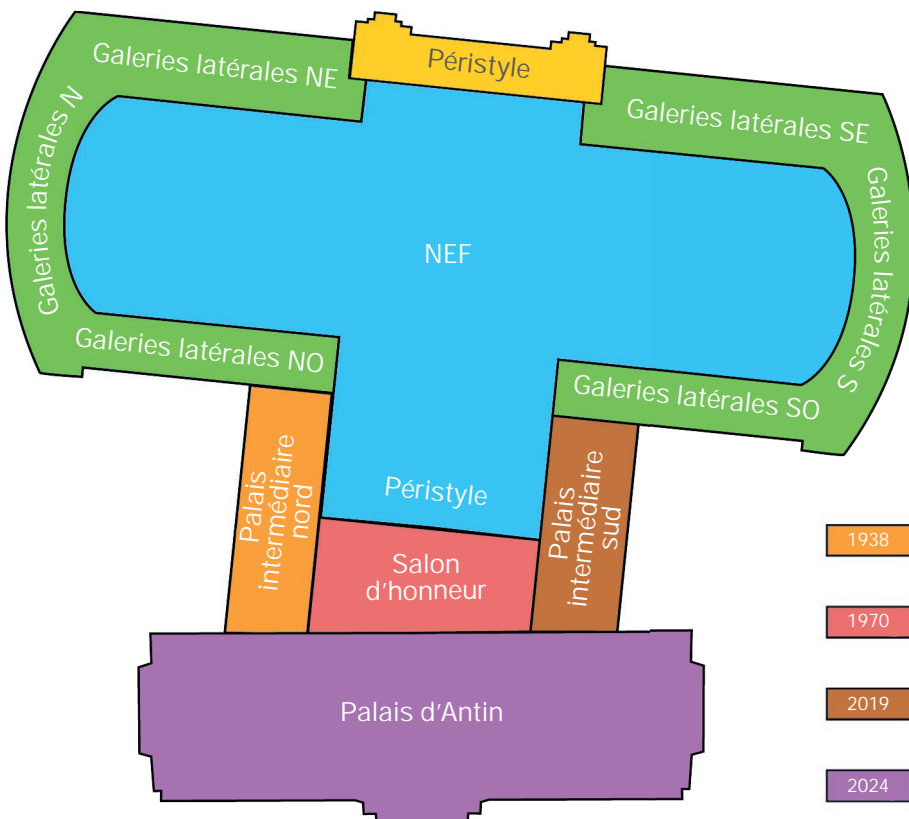 Péristyle
Galeries latérales NE
Galeries latérales SE
Galeries latérales N
Galeries latérales S
NEF
Galeries latérales NO
Galeries latérales SO
Palais
intermédiaire
nord
Péristyle
Palais
intermédiaire
sud
Salon
d'honneur
Palais d'Antin
1938
1970
2019
2024